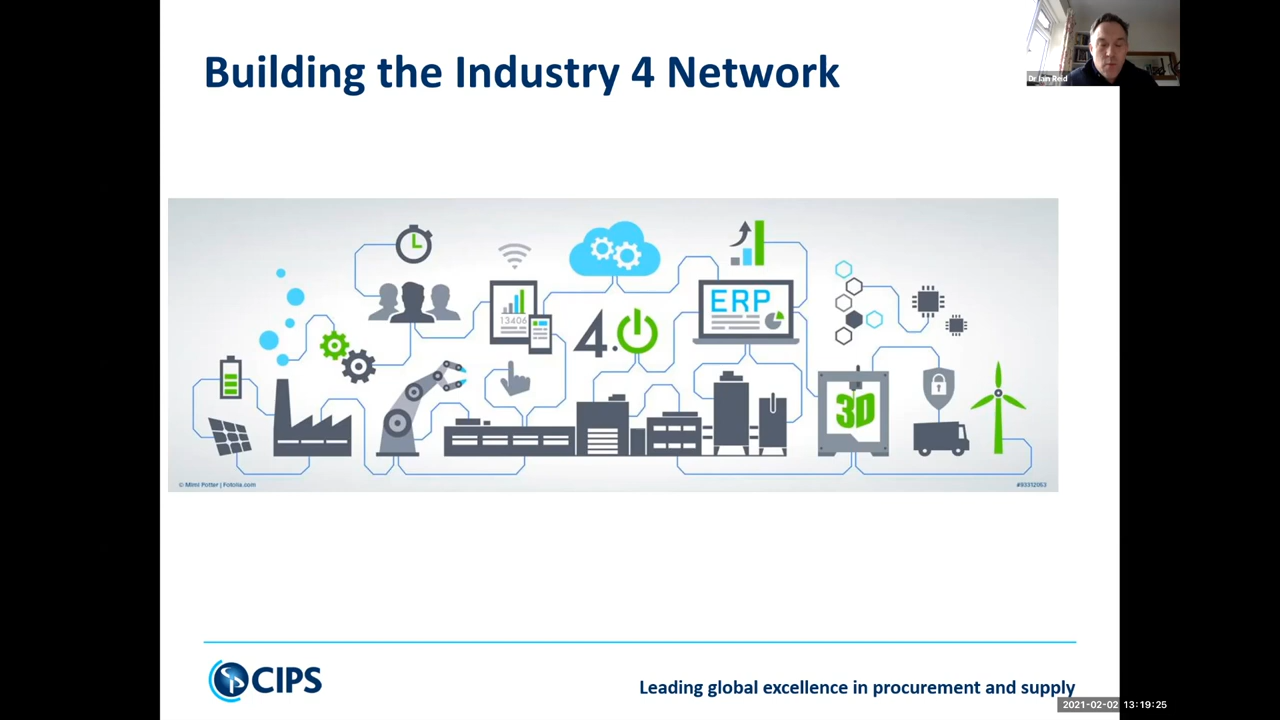 Building the Industry 4 Network
Dr Iain Reid
13406
ERP
4.0
3D
© Mimi Potter | Fotolia.com
#93312053
CIPS
Leading global excellence in procurement and supply
2021-02-02 13:19:25